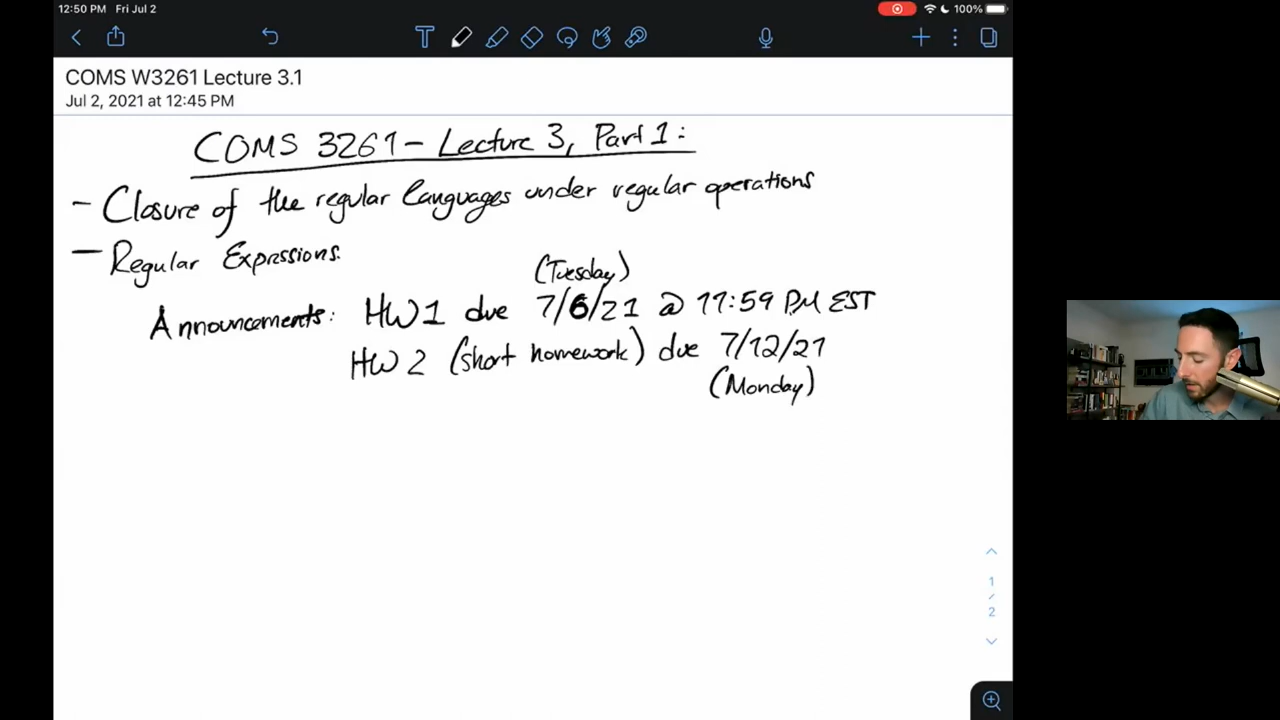 12:50 PM Fri Jul 2
100%
COMS W3261 Lecture 3.1
Jul 2, 2021 at 12:45 PM
COMS 3261 - Lecture 3, Part 1:
- Closure of the regular languages under regular operations
- Regular Expressions.
(Tuesday)
Announcements: HW1 due 7/6/21 @ 11:59 PM EST
HW 2 (short homework) due 7/12/21
(Monday)
1
/
2